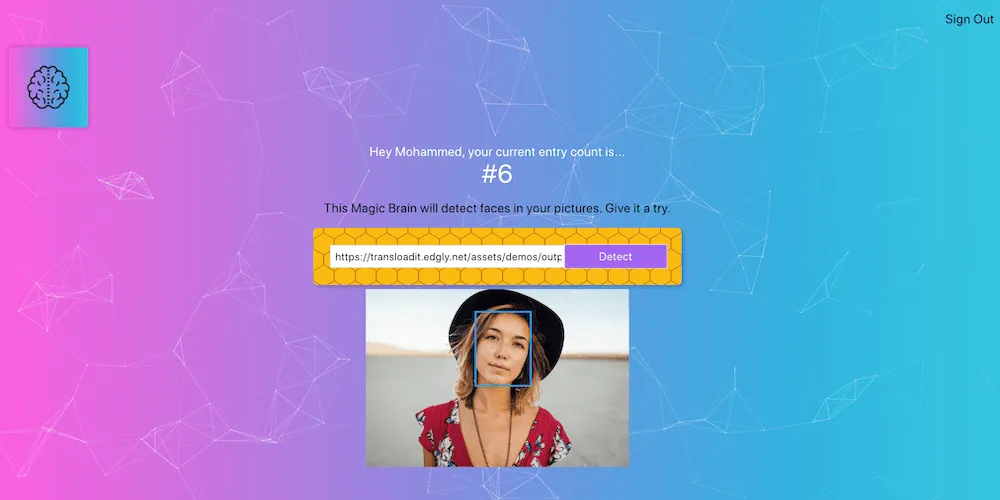 Sign Out
Hey Mohammed, your current entry count is...
#6
This Magic Brain will detect faces in your pictures. Give it a try.
https://transloadit.edgly.net/assets/demos/outp
Detect